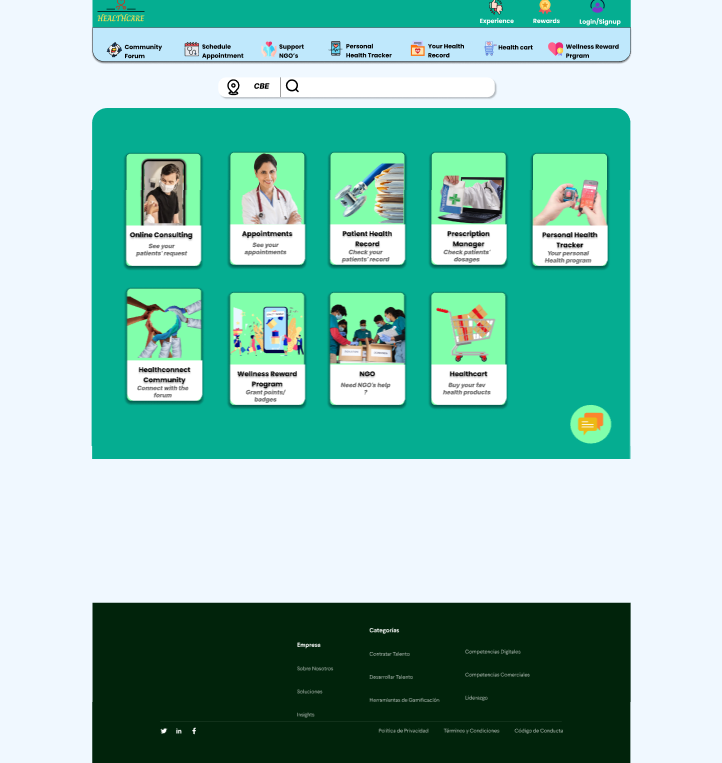 HEALTHCARE
Experience
Rewards
Login/Signup
Community
Forum
Schedule
Appointment
Support
NGO's
Personal
Health Tracker
Your Health
Record
Health cart
Wellness Reward
Prgram
CBE
Online Consulting
See your
patients' request
Appointments
See your
appointments
Patient Health
Record
Check your
patients' record
Prescription
Manager
Check patients'
dosages
Personal Health
Tracker
Your personal
Health program
Healthconnect
Community
Connect with the
forum
Wellness Reward
Program
Grant points/
badges
NGO
Need NGO's help
?
Healthcart
Buy your fav
health products
Empresa
Sobre Nosotros
Soluciones
Insights
Categorías
Contratar Talento
Desarrollar Talento
Herramientas de Gamificación
Competencias Digitales
Competencias Comerciales
Liderazgo
Política de Privacidad
Términos y Condiciones
Código de Conducta